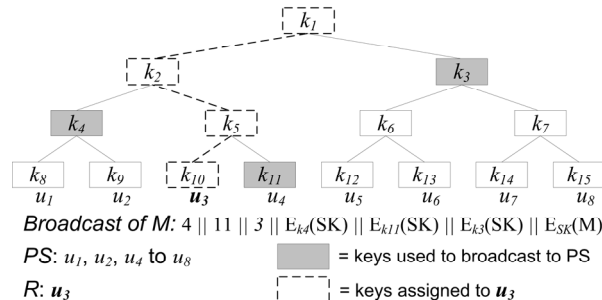 k1
k2 k3
k4 k5 k6 k7
k8 k9 k10 k11 k12 k13 k14 k15
u1 u2 u3 u4 u5 u6 u7 u8
Broadcast of M: 4 || 11 || 3 || Ek4(SK) || Ek11(SK) || Ek3(SK) || ESK(M)
PS: u1, u2, u4 to u8 = keys used to broadcast to PS
R: u3 = keys assigned to u3